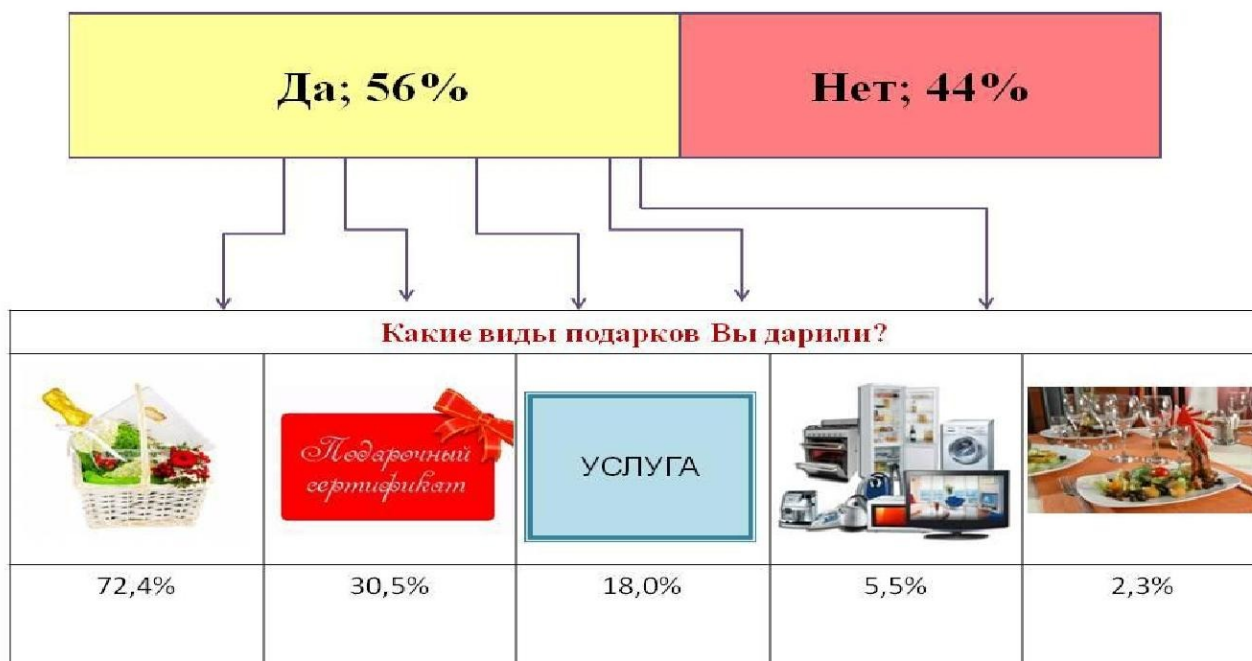 Да; 56%
Нет; 44%
Какие виды подарков Вы дарили?
Подарочный
сертификат
УСЛУГА
72,4%
30,5%
18,0%
5,5%
2,3%